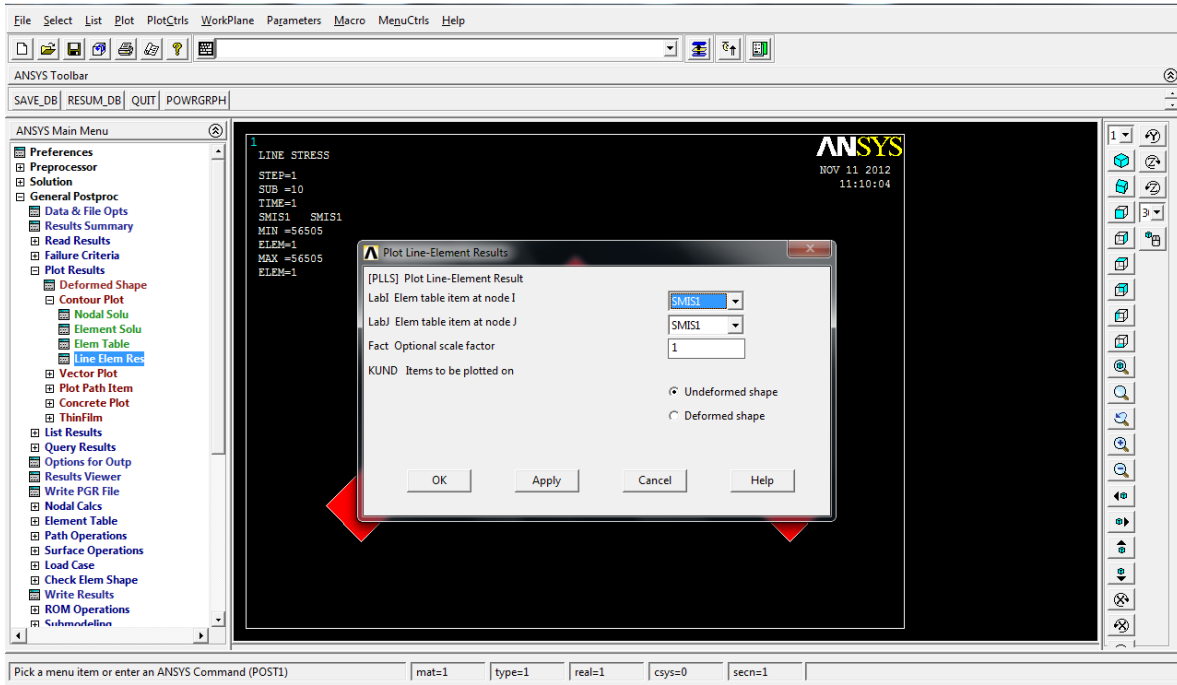 File Select List Plot PlotCtrls WorkPlane Parameters Macro MenuCtrls Help
ANSYS Toolbar
SAVE_DB RESUM_DB QUIT POWRGRPH
ANSYS Main Menu
Preferences
Preprocessor
Solution
General Postproc
Data & File Opts
Results Summary
Read Results
Failure Criteria
Plot Results
Deformed Shape
Contour Plot
Nodal Solu
Element Solu
Elem Table
Line Elem Res
Vector Plot
Plot Path Item
Concrete Plot
ThinFilm
List Results
Query Results
Options for Outp
Results Viewer
Write PGR File
Nodal Calcs
Element Table
Path Operations
Surface Operations
Load Case
Check Elem Shape
Write Results
ROM Operations
Submodeling
1
LINE STRESS
STEP=1
SUB =10
TIME=1
SMIS1 SMIS1
MIN =56505
ELEM=1
MAX =56505
ELEM=1
ANSYS
NOV 11 2012
11:10:04
Plot Line-Element Results
[PLLS] Plot Line-Element Result
LabI Elem table item at node I SMIS1
LabJ Elem table item at node J SMIS1
Fact Optional scale factor 1
KUND Items to be plotted on
Undeformed shape
Deformed shape
OK Apply Cancel Help
1
Pick a menu item or enter an ANSYS Command (POST1) mat=1 type=1 real=1 csys=0 secn=1